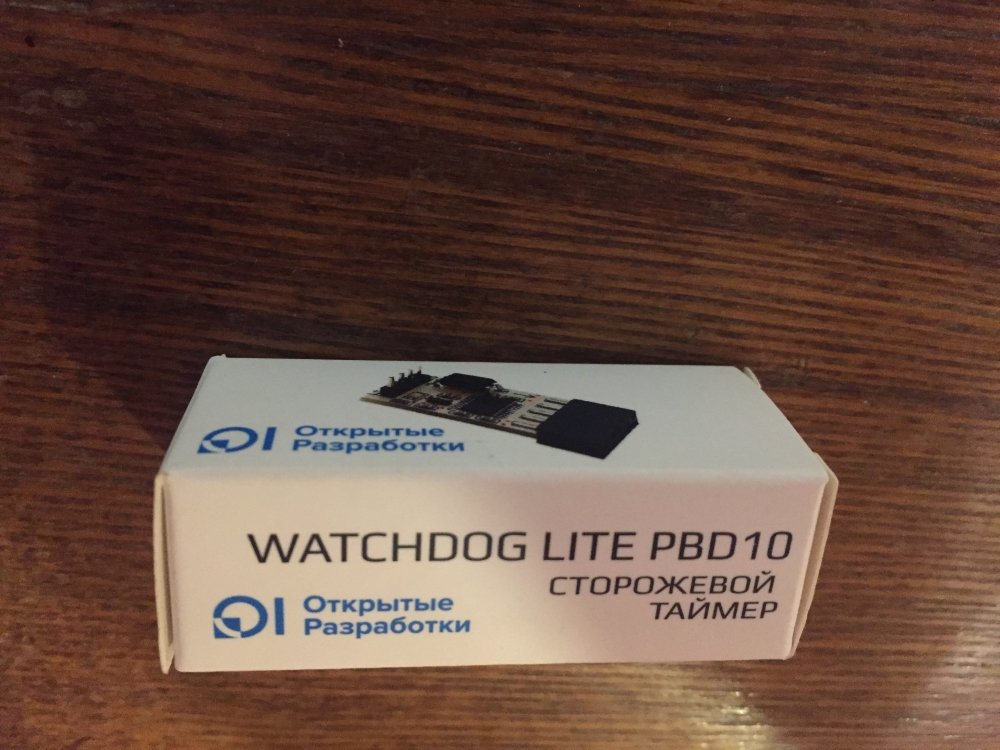 Открытые
Разработки
WATCHDOG LITE PBD10
СТОРОЖЕВОЙ
ТАЙМЕР
Открытые
Разработки